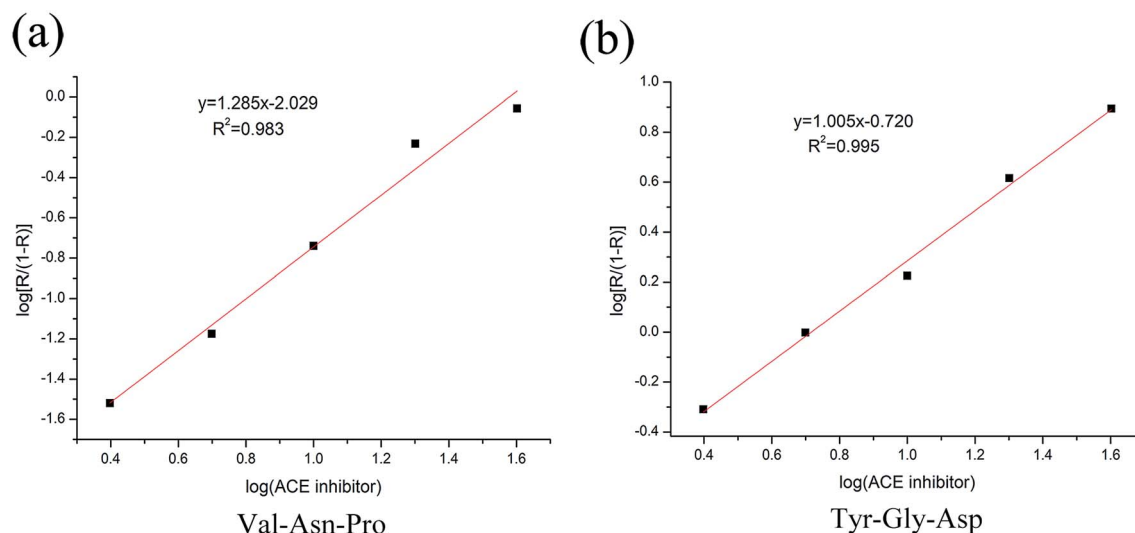 (a)
y=1.285x-2.029
R²=0.983
log[R/(1-R)]
0.0
-0.2
-0.4
-0.6
-0.8
-1.0
-1.2
-1.4
-1.6
0.4 0.6 0.8 1.0 1.2 1.4 1.6
log(ACE inhibitor)
Val-Asn-Pro
(b)
y=1.005x-0.720
R²=0.995
log[R/(1-R)]
1.0
0.8
0.6
0.4
0.2
0.0
-0.2
-0.4
0.4 0.6 0.8 1.0 1.2 1.4 1.6
log(ACE inhibitor)
Tyr-Gly-Asp